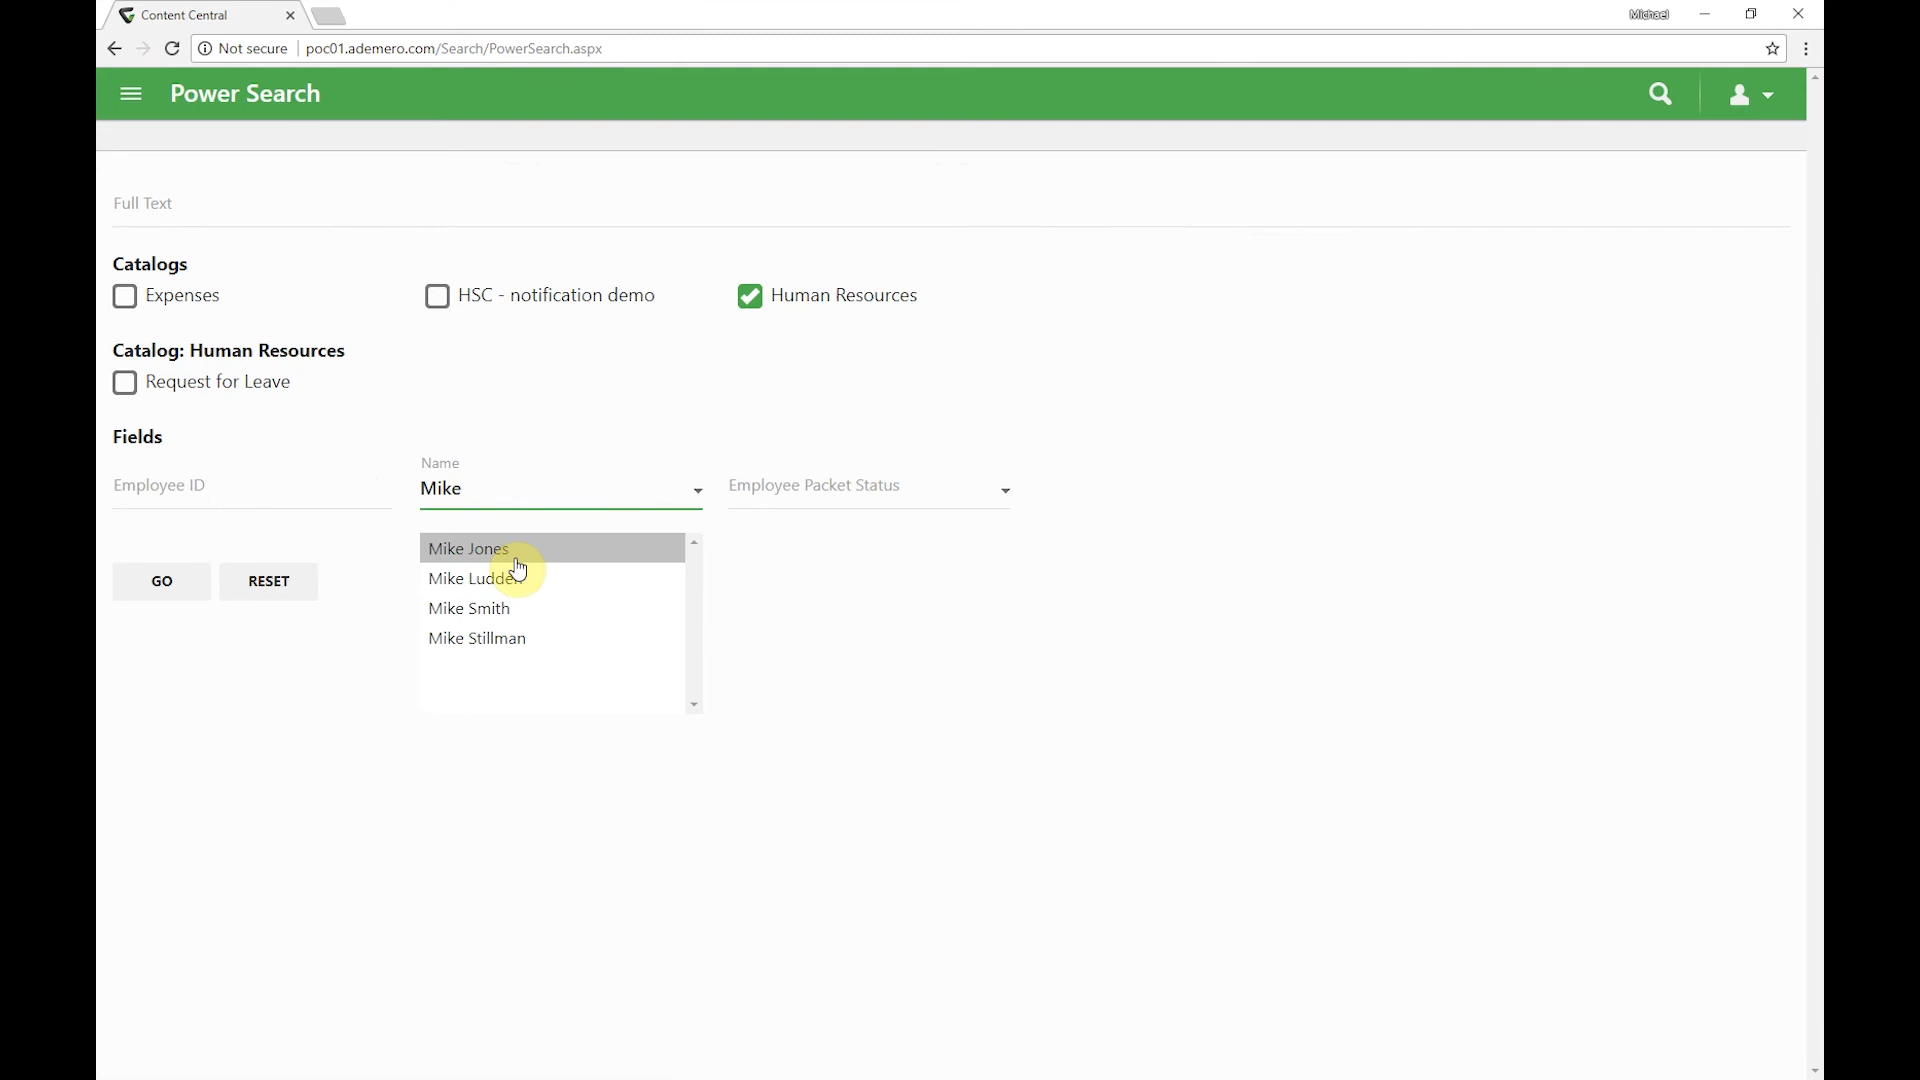 Content Central
Michael
Not secure poc01.ademero.com/Search/PowerSearch.aspx
Power Search
Full Text
Catalogs
Expenses HSC - notification demo Human Resources
Catalog: Human Resources
Request for Leave
Fields
Name
Employee ID Mike Employee Packet Status
Mike Jones
GO RESET Mike Ludden
Mike Smith
Mike Stillman